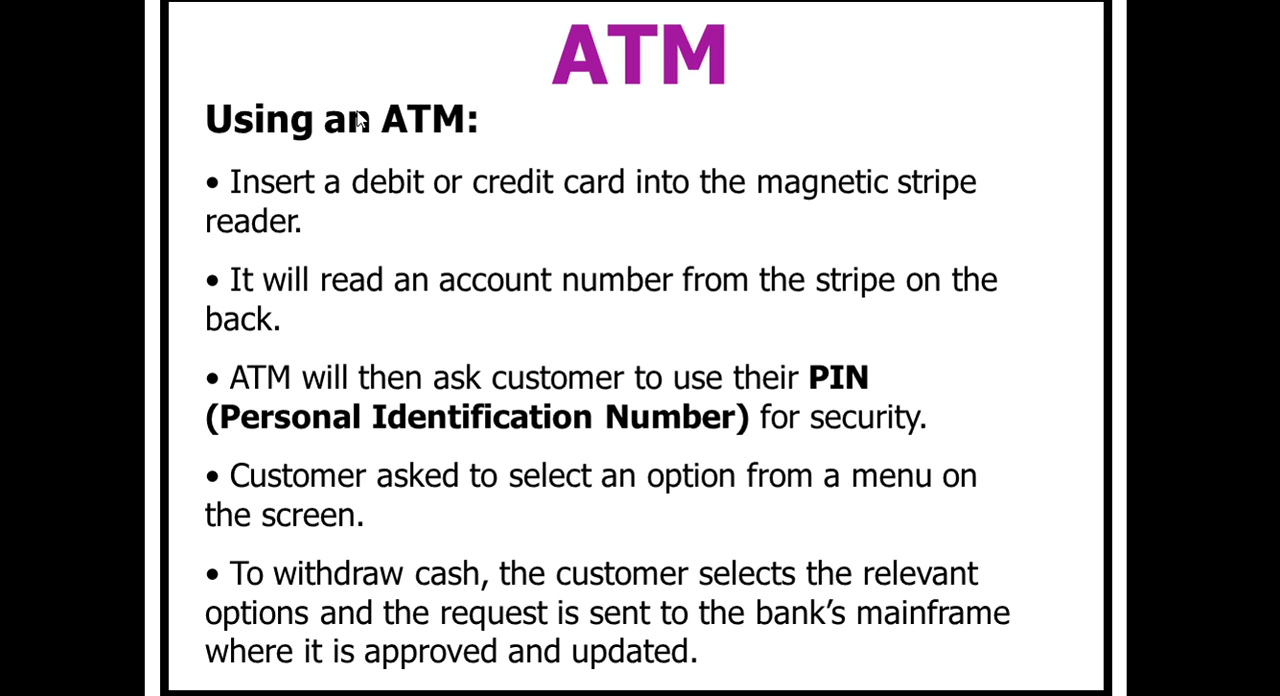 ATM
Using an ATM:
• Insert a debit or credit card into the magnetic stripe
reader.
• It will read an account number from the stripe on the
back.
• ATM will then ask customer to use their PIN
(Personal Identification Number) for security.
• Customer asked to select an option from a menu on
the screen.
• To withdraw cash, the customer selects the relevant
options and the request is sent to the bank’s mainframe
where it is approved and updated.